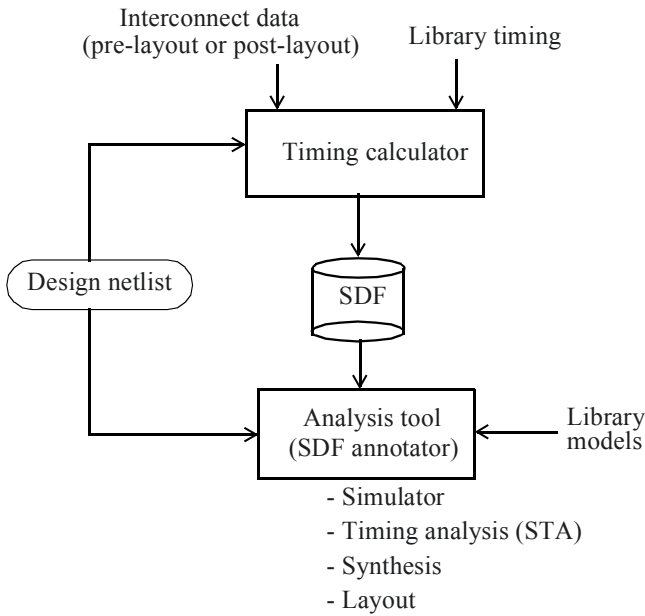 Interconnect data
(pre-layout or post-layout)
Library timing
Timing calculator
Design netlist
SDF
Analysis tool
(SDF annotator)
Library
models
- Simulator
- Timing analysis (STA)
- Synthesis
- Layout